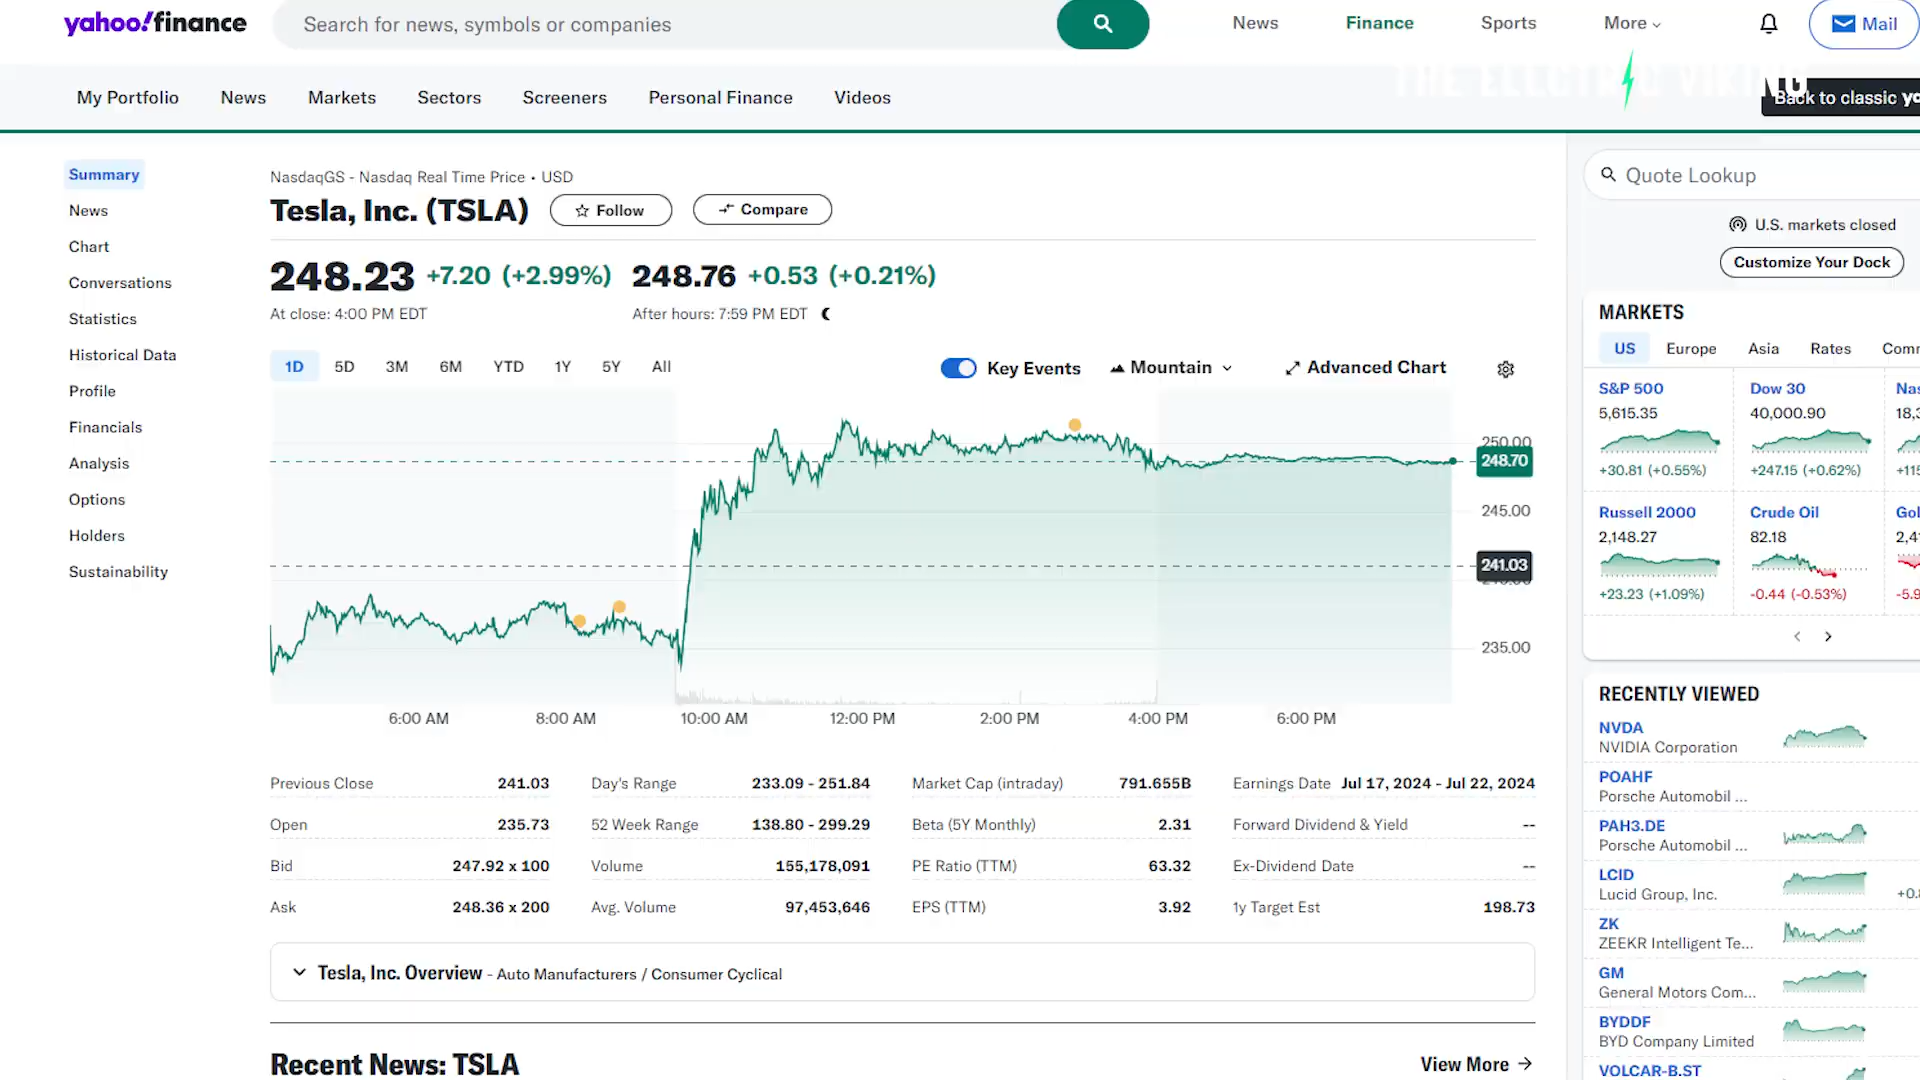 yahoo!finance
Search for news, symbols or companies
News Finance Sports More
Mail
THE ELECTRIC VIKING
My Portfolio News Markets Sectors Screeners Personal Finance Videos
Back to classic
Summary
News
Chart
Conversations
Statistics
Historical Data
Profile
Financials
Analysis
Options
Holders
Sustainability
NasdaqGS - Nasdaq Real Time Price • USD
Tesla, Inc. (TSLA) Follow Compare
248.23 +7.20 (+2.99%) 248.76 +0.53 (+0.21%)
At close: 4:00 PM EDT After hours: 7:59 PM EDT
1D 5D 3M 6M YTD 1Y 5Y All
Key Events Mountain Advanced Chart
250.00
248.70
245.00
241.03
235.00
6:00 AM 8:00 AM 10:00 AM 12:00 PM 2:00 PM 4:00 PM 6:00 PM
Previous Close 241.03 Day's Range 233.09 - 251.84 Market Cap (intraday) 791.655B Earnings Date Jul 17, 2024 - Jul 22, 2024
Open 235.73 52 Week Range 138.80 - 299.29 Beta (5Y Monthly) 2.31 Forward Dividend & Yield --
Bid 247.92 x 100 Volume 155,178,091 PE Ratio (TTM) 63.32 Ex-Dividend Date --
Ask 248.36 x 200 Avg. Volume 97,453,646 EPS (TTM) 3.92 1y Target Est 198.73
Tesla, Inc. Overview - Auto Manufacturers / Consumer Cyclical
Recent News: TSLA View More
Quote Lookup
U.S. markets closed
Customize Your Dock
MARKETS
US Europe Asia Rates
S&P 500 Dow 30
5,615.35 40,000.90
+30.81 (+0.55%) +247.15 (+0.62%)
Russell 2000 Crude Oil
2,148.27 82.18
+23.23 (+1.09%) -0.44 (-0.53%)
RECENTLY VIEWED
NVDA
NVIDIA Corporation
POAHF
Porsche Automobil ...
PAH3.DE
Porsche Automobil ...
LCID
Lucid Group, Inc.
ZK
ZEEKR Intelligent Te...
GM
General Motors Com...
BYDDF
BYD Company Limited
VOLCAR-B.ST